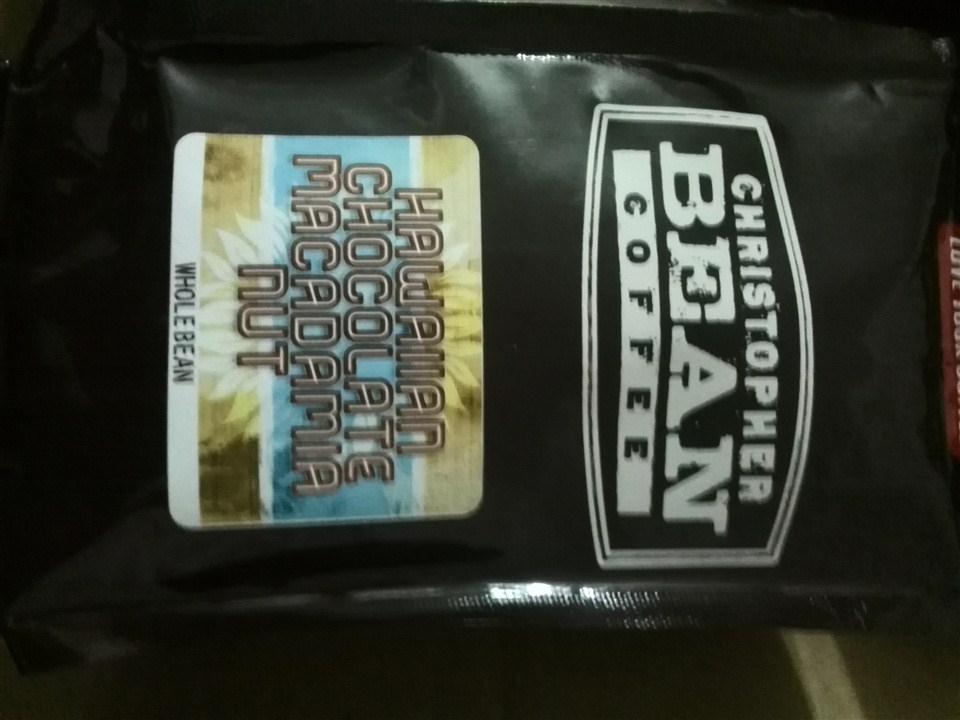 CHRISTOPHER
BEAN
COFFEE
HAWAIIAN
CHOCOLATE
MACADAMIA
NUT
WHOLE BEAN